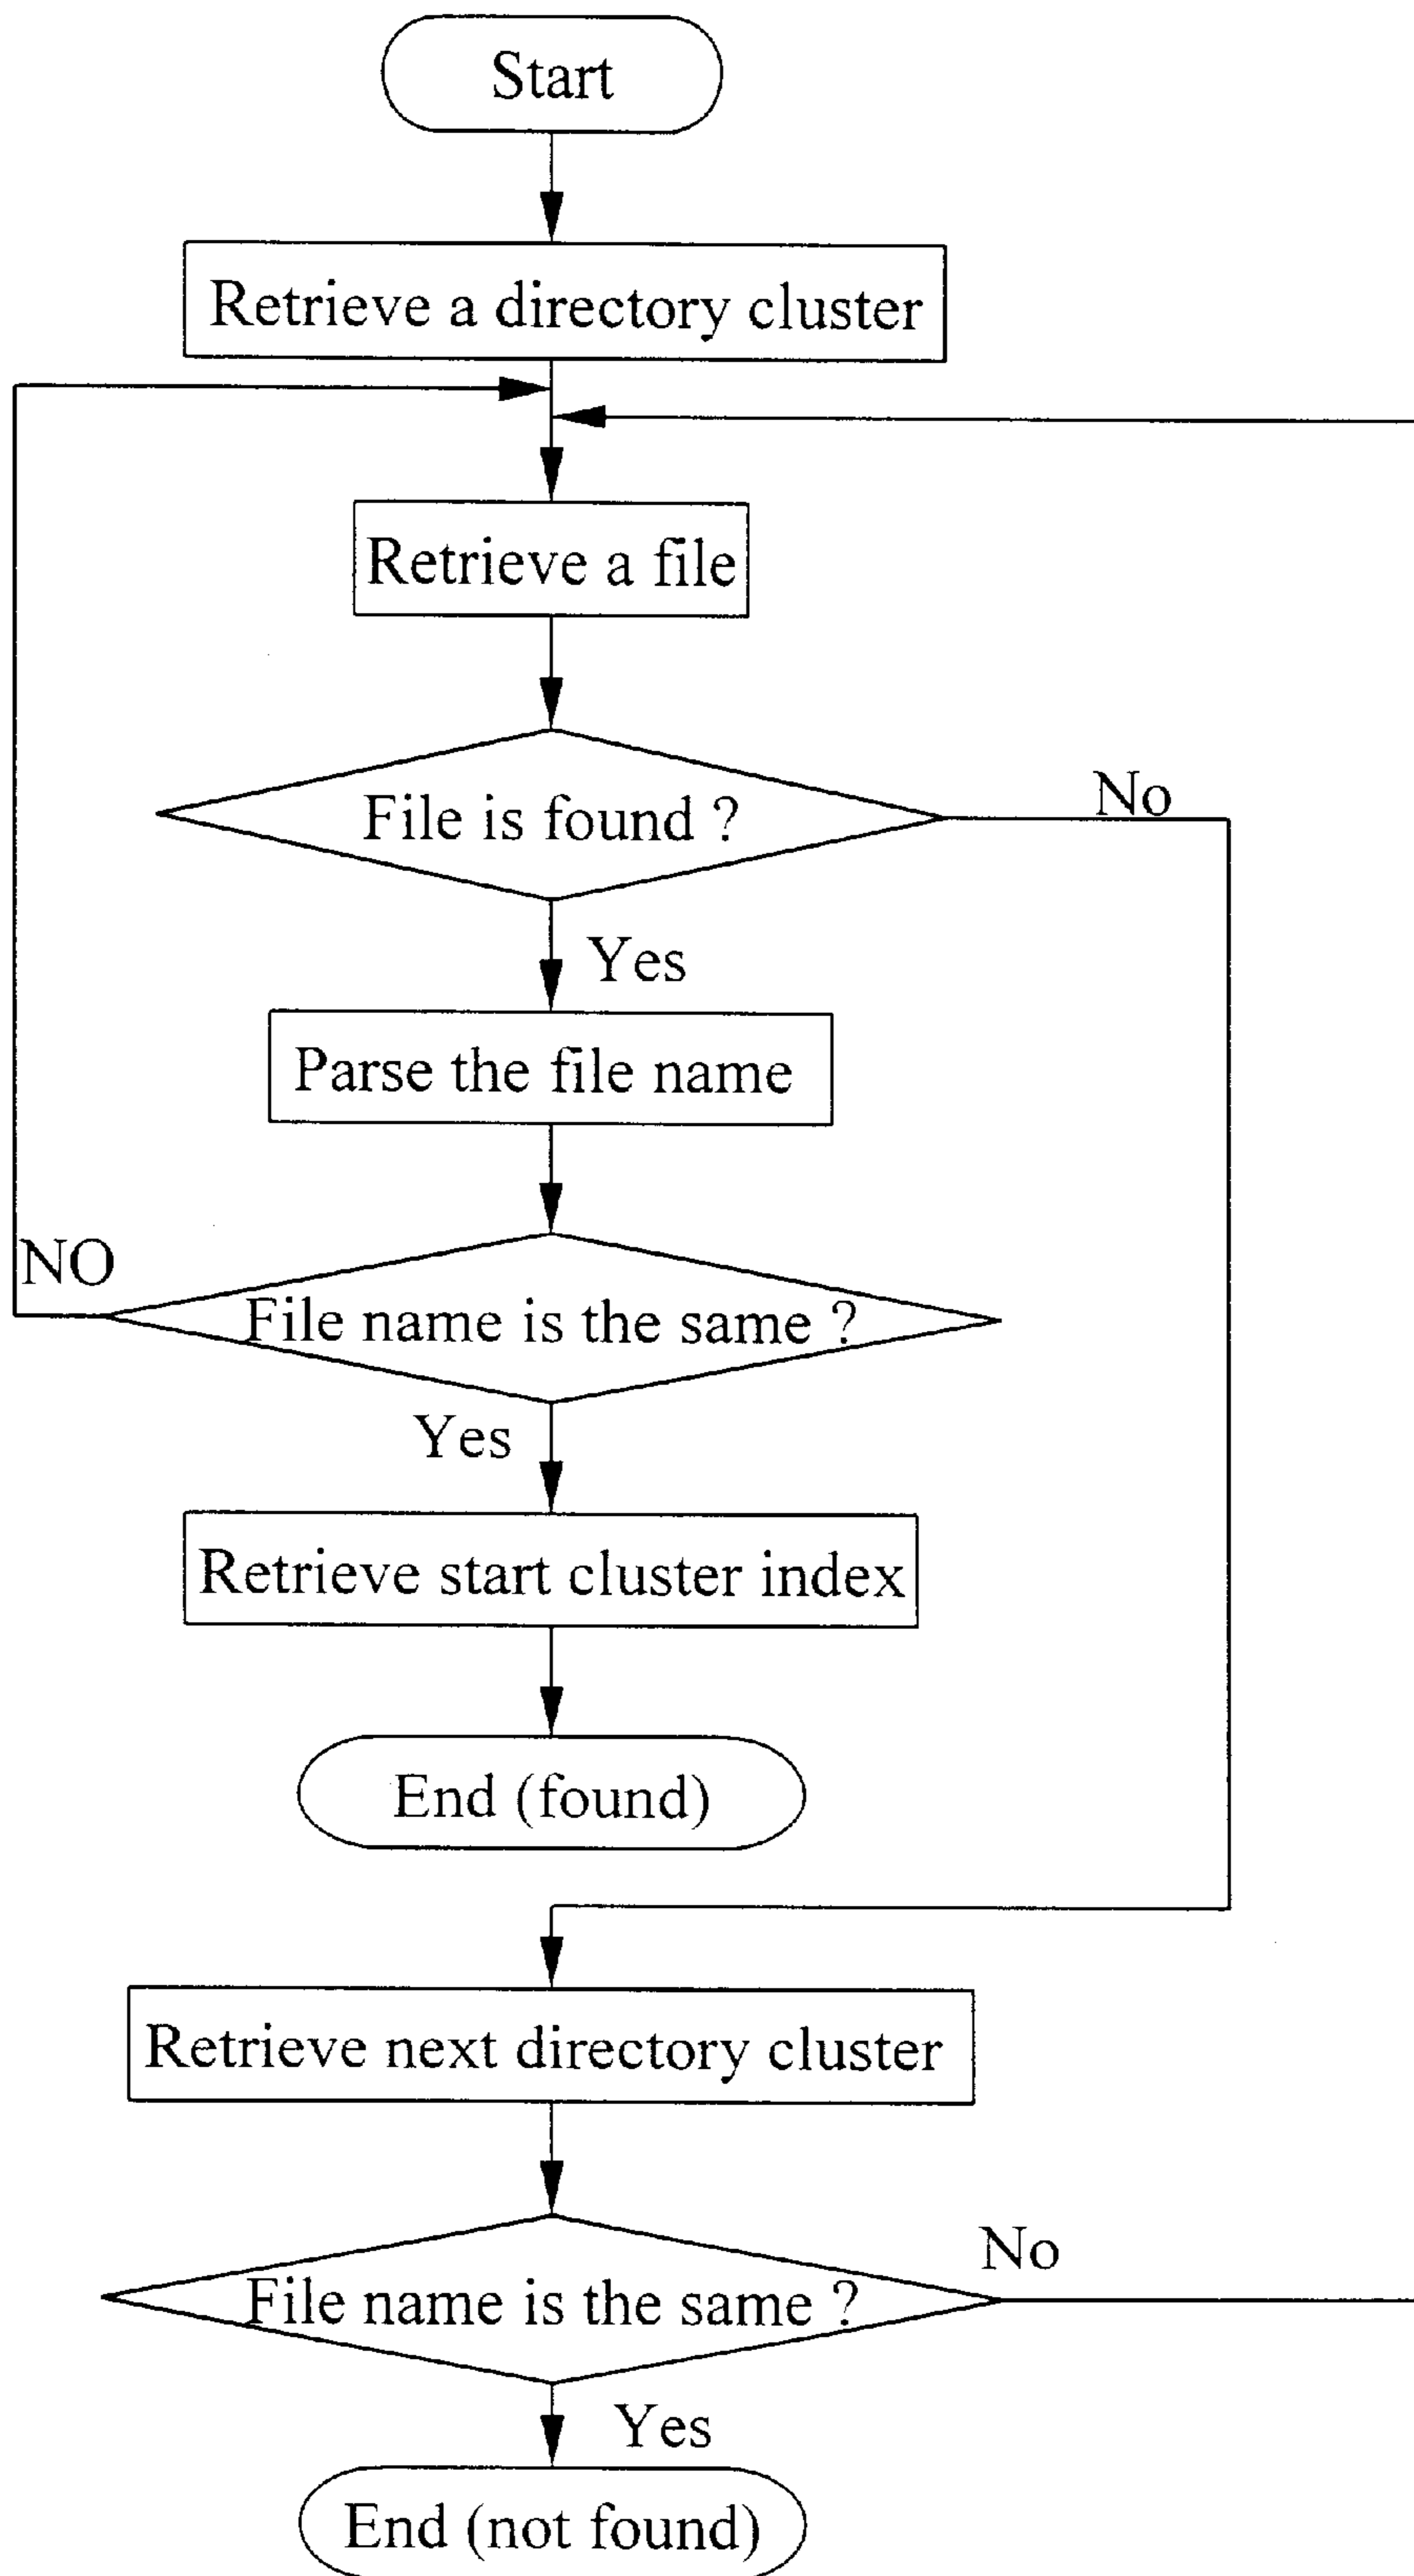 Start
Retrieve a directory cluster
Retrieve a file
File is found ?
No
Yes
Parse the file name
NO
File name is the same ?
Yes
Retrieve start cluster index
End (found)
Retrieve next directory cluster
No
File name is the same ?
Yes
End (not found)